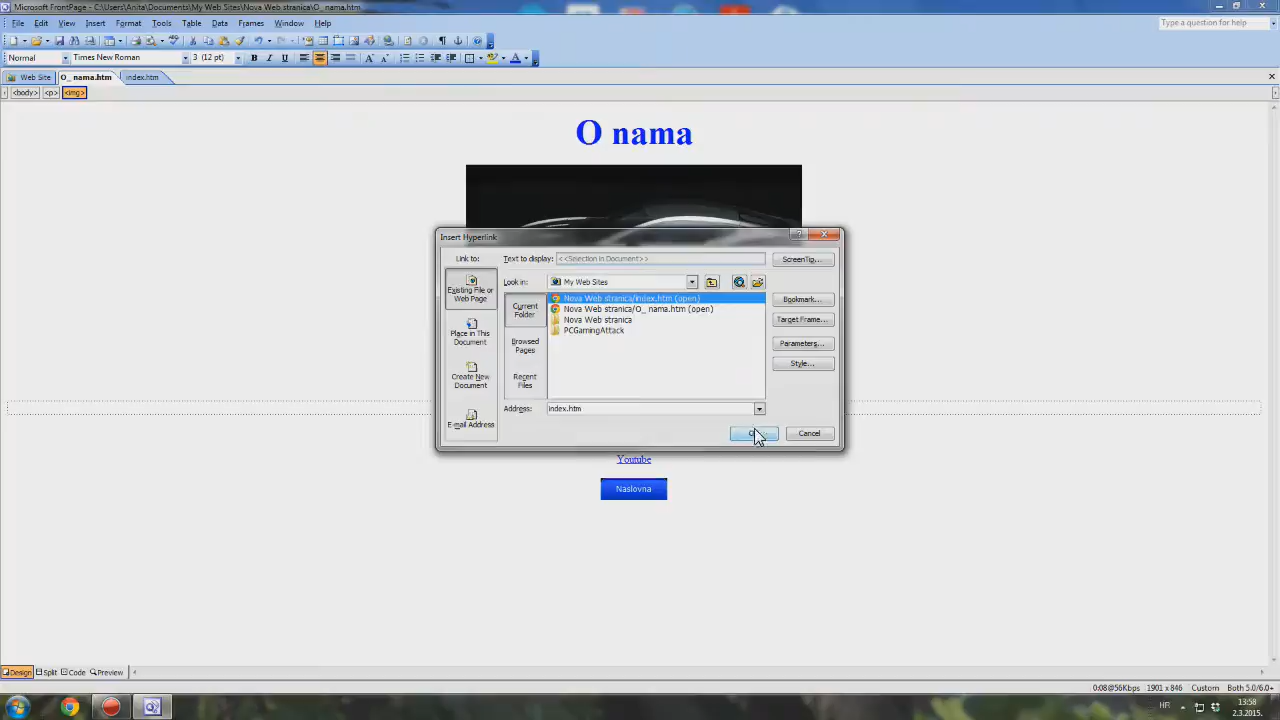 Microsoft FrontPage - C:\Users\Anita\Documents\My Web Sites\Nova Web stranica\O_ nama.htm
File Edit View Insert Format Tools Table Data Frames Window Help
Type a question for help
Normal Times New Roman 3 (12 pt) B I U A A A
Web Site O_ nama.htm index.htm
<body> <p> <img>
O nama
Insert Hyperlink
Link to: Text to display: <<Selection in Document>> ScreenTip...
Existing File or Web Page
Look in: My Web Sites
Current Folder
Nova Web stranica/index.htm (open)
Bookmark...
Nova Web stranica/O_ nama.htm (open)
Nova Web stranica
Target Frame...
PCGamingAttack
Place in This Document
Browsed Pages
Parameters...
Style...
Create New Document
Recent Files
Address: index.htm
E-mail Address
Cancel
Youtube
Naslovna
Design Split Code Preview
0:08@56Kbps 1901 x 846 Custom Both 5.0/6.0+
HR 13:58
2.3.2015.